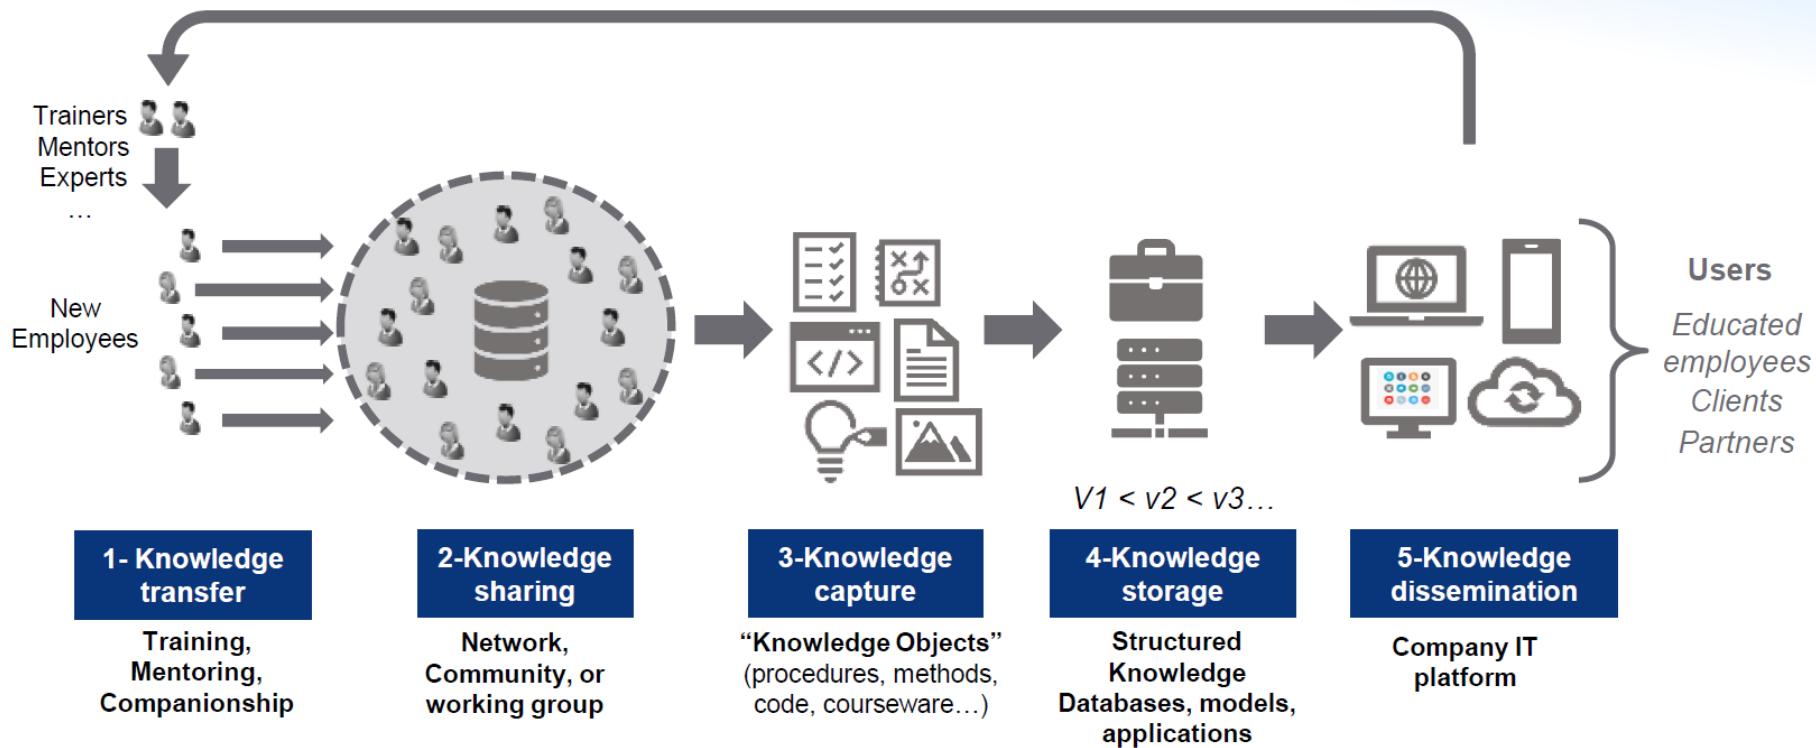 Trainers
Mentors
Experts
...
New
Employees
</>
Users
Educated
employees
Clients
Partners
V1 < v2 < v3...
1- Knowledge
transfer
Training,
Mentoring,
Companionship
2-Knowledge
sharing
Network,
Community, or
working group
3-Knowledge
capture
“Knowledge Objects”
(procedures, methods,
code, courseware...)
4-Knowledge
storage
Structured
Knowledge
Databases, models,
applications
5-Knowledge
dissemination
Company IT
platform